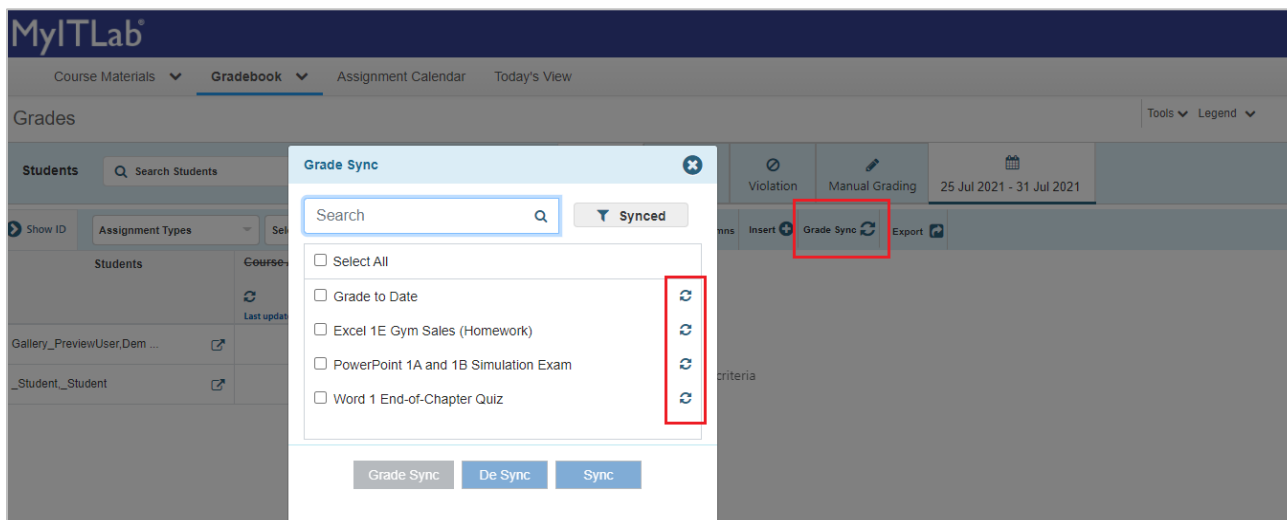 MyITLab®
Course Materials Gradebook Assignment Calendar Today's View
Grades
Tools Legend
Students Search Students
Violation Manual Grading 25 Jul 2021 - 31 Jul 2021
Show ID Assignment Types
Insert Grade Sync Export
Students
Last
Gallery_PreviewUser,Dem ...
_Student,_Student
criteria
Grade Sync
Search Synced
Select All
Grade to Date
Excel 1E Gym Sales (Homework)
PowerPoint 1A and 1B Simulation Exam
Word 1 End-of-Chapter Quiz
Grade Sync De Sync Sync